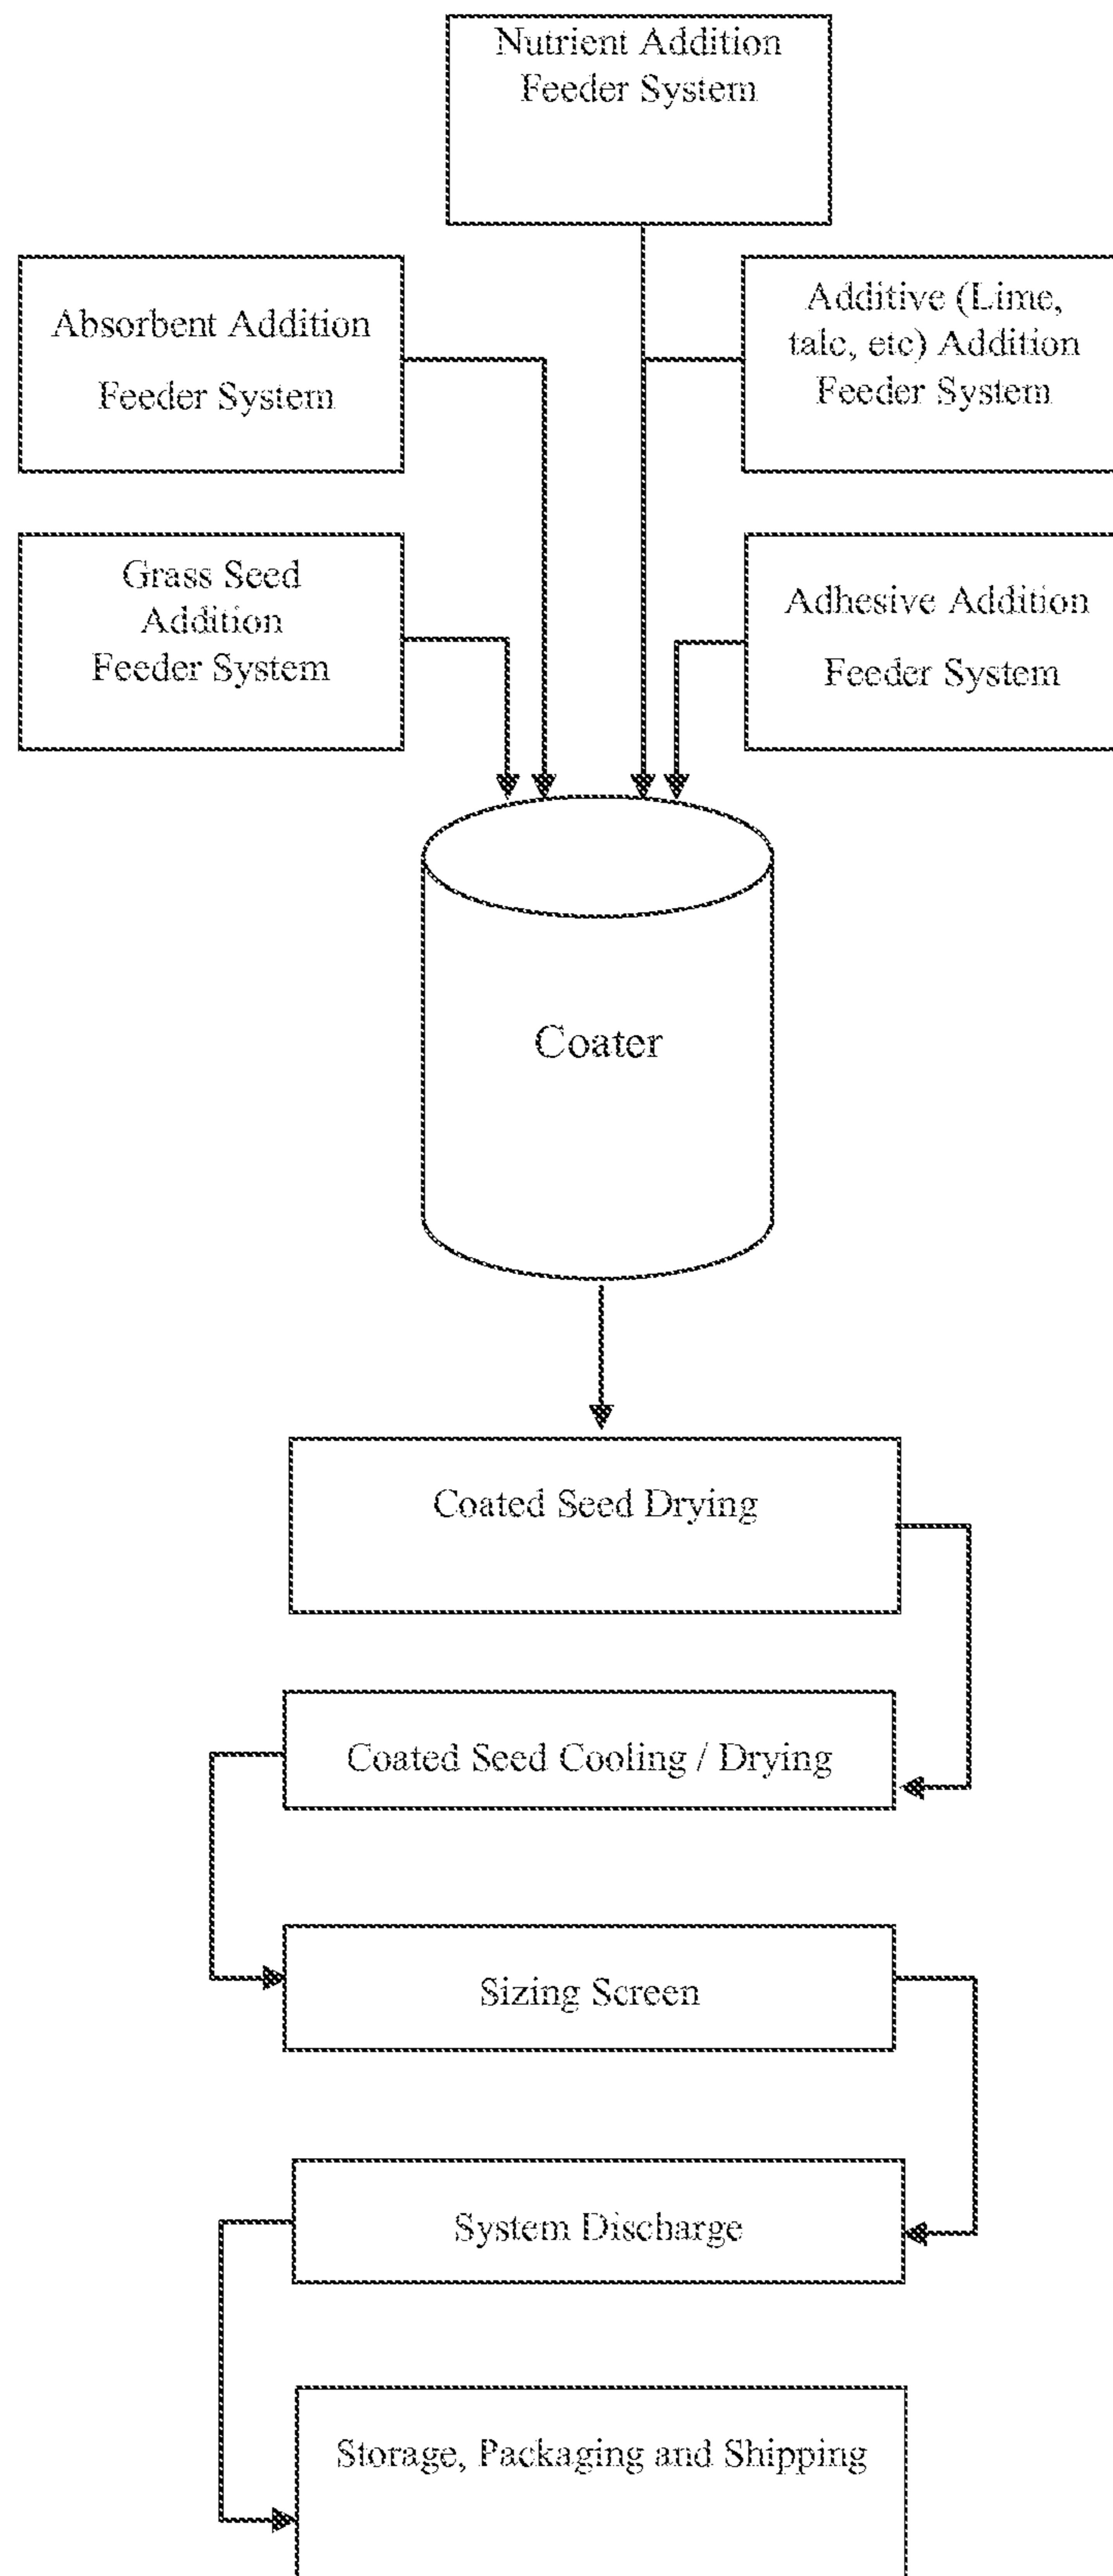 Nutrient Addition
Feeder System
Absorbent Addition
Feeder System
Additive (Lime,
talc, etc) Addition
Feeder System
Grass Seed
Addition
Feeder System
Adhesive Addition
Feeder System
Coater
Coated Seed Drying
Coated Seed Cooling / Drying
Sizing Screen
System Discharge
Storage, Packaging and Shipping